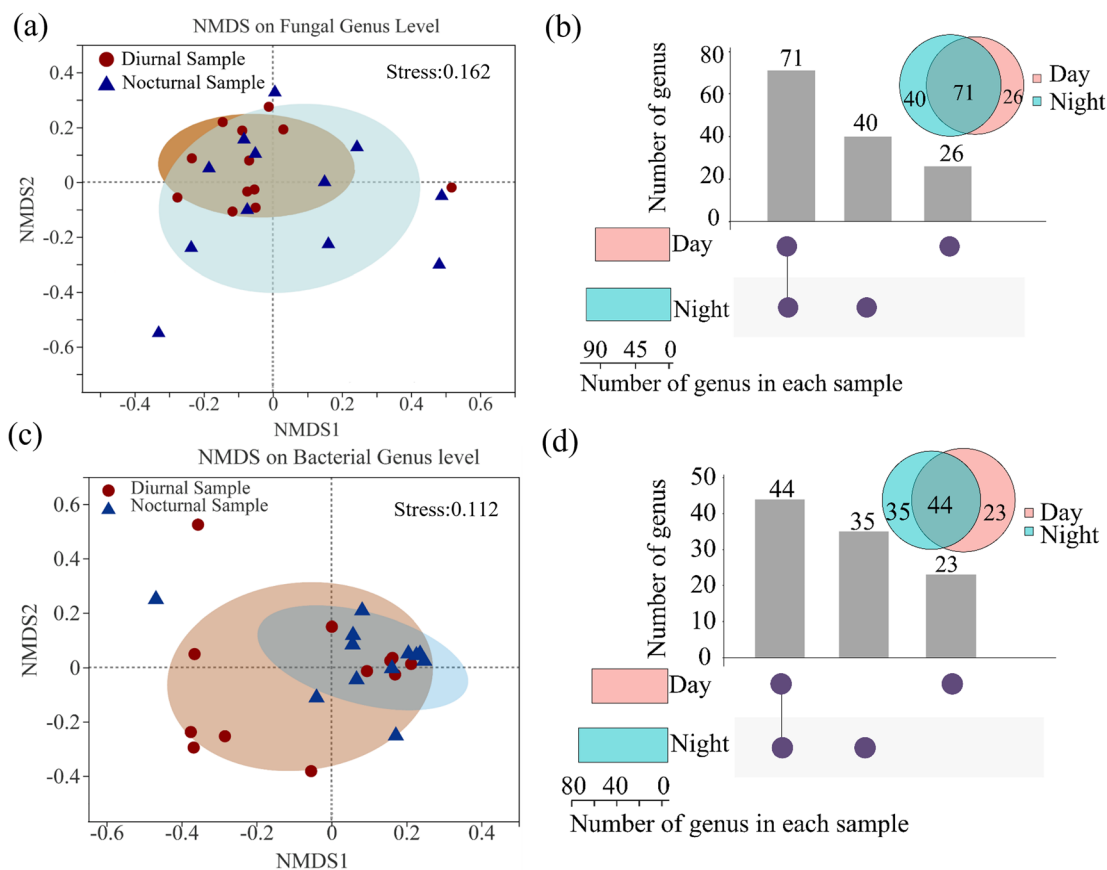 (a)
NMDS on Fungal Genus Level
Diurnal Sample
Nocturnal Sample
Stress:0.162
0.4
0.2
0
-0.2
-0.4
-0.6
NMDS2
-0.4
-0.2
0
0.2
0.4
0.6
NMDS1
(b)
80
60
40
20
0
Number of genus
71
40
26
40
71
26
Day
Night
Day
Night
90
45
0
Number of genus in each sample
(c)
NMDS on Bacterial Genus level
Diurnal Sample
Nocturnal Sample
Stress:0.112
0.6
0.4
0.2
0
-0.2
-0.4
NMDS2
-0.6
-0.4
-0.2
0
0.2
0.4
NMDS1
(d)
50
40
30
20
10
0
Number of genus
44
35
23
35
44
23
Day
Night
Day
Night
80
40
0
Number of genus in each sample